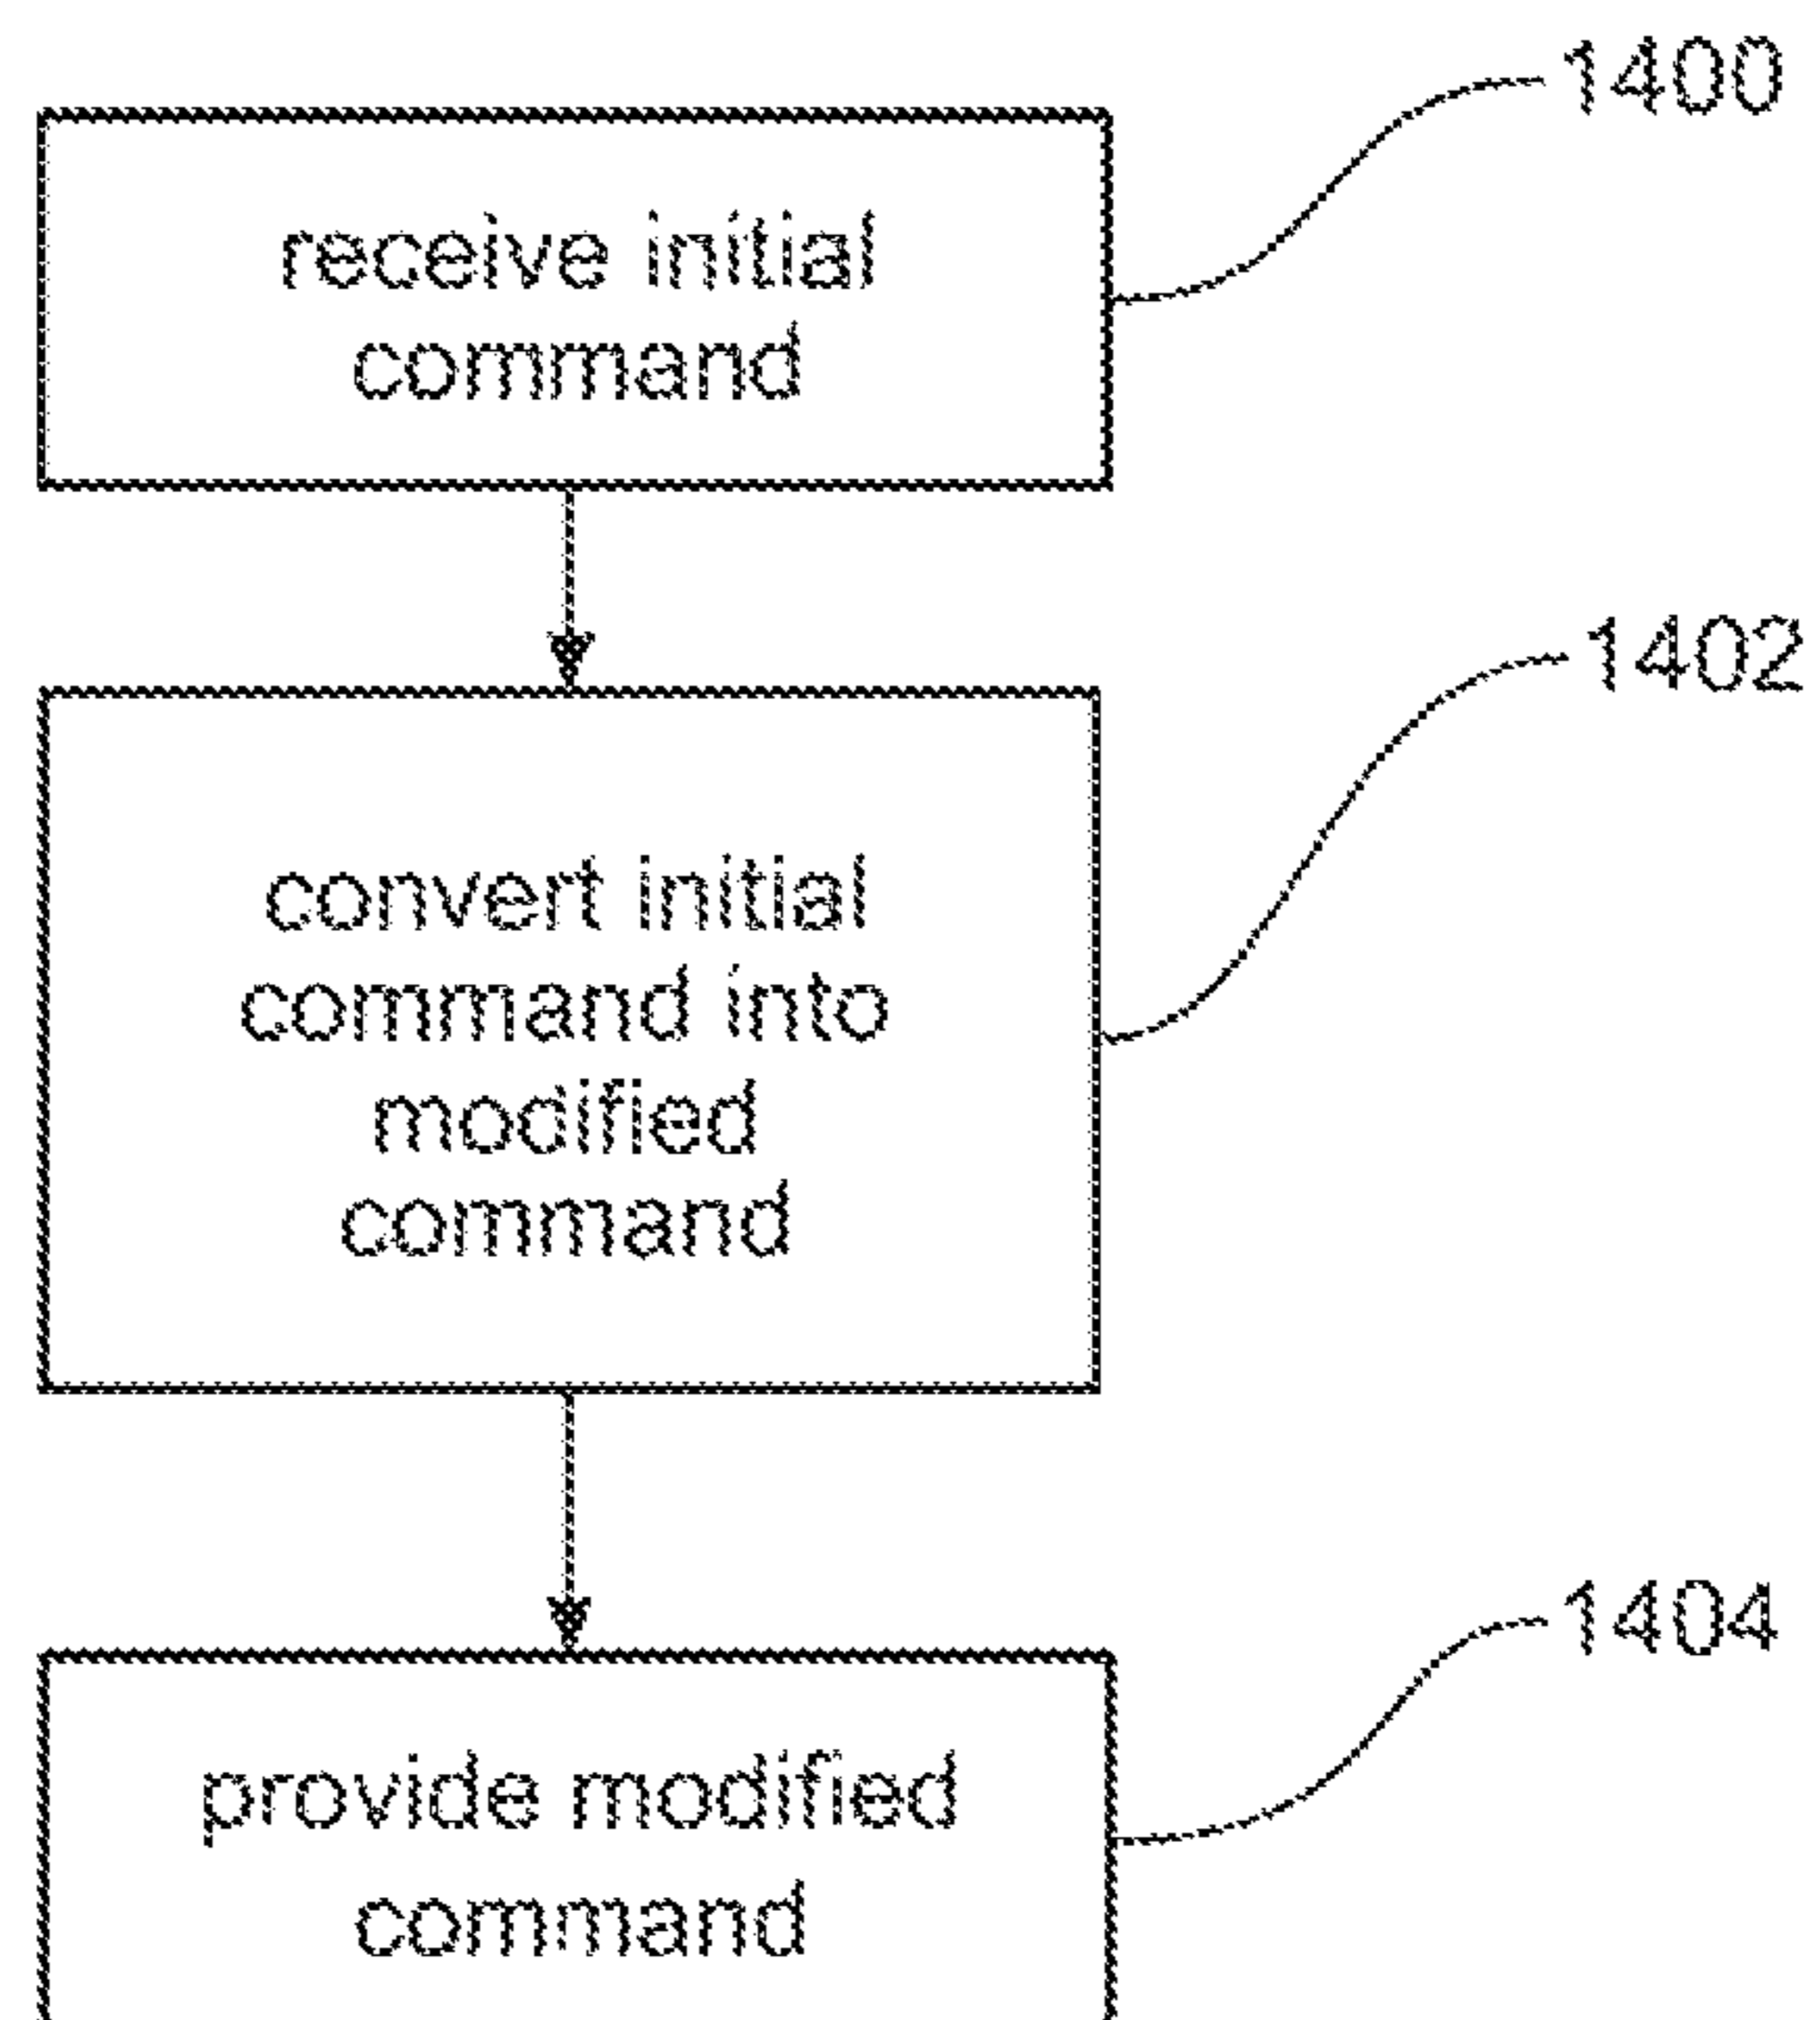 1400
receive initial
command
1402
convert initial
command into
modified
command
1404
provide modified
command